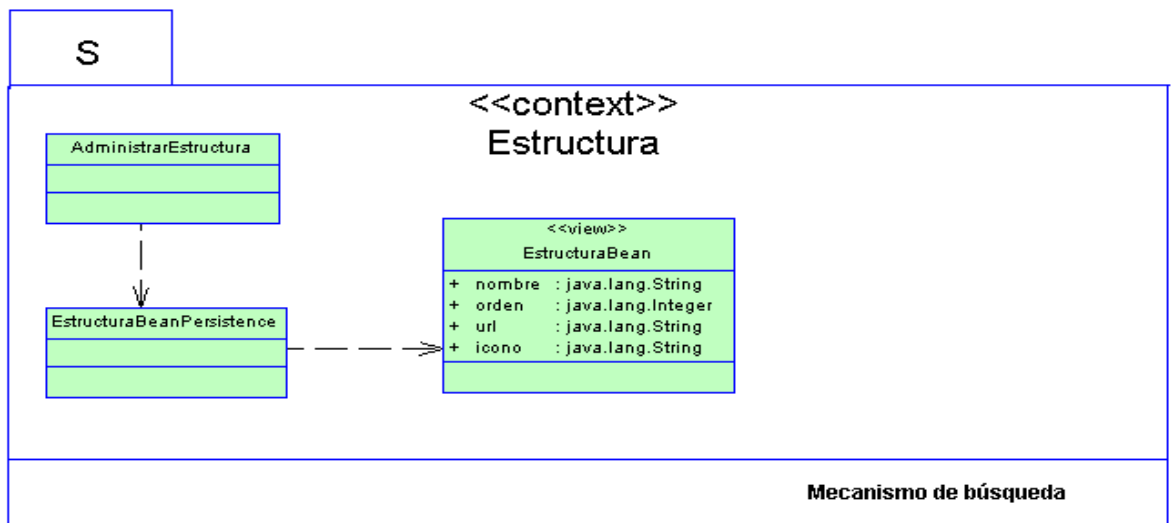 S
<<context>>
Estructura
AdministrarEstructura
<<view>>
EstructuraBean
+ nombre : java.lang.String
+ orden : java.lang.Integer
+ url : java.lang.String
+ icono : java.lang.String
EstructuraBeanPersistence
Mecanismo de búsqueda